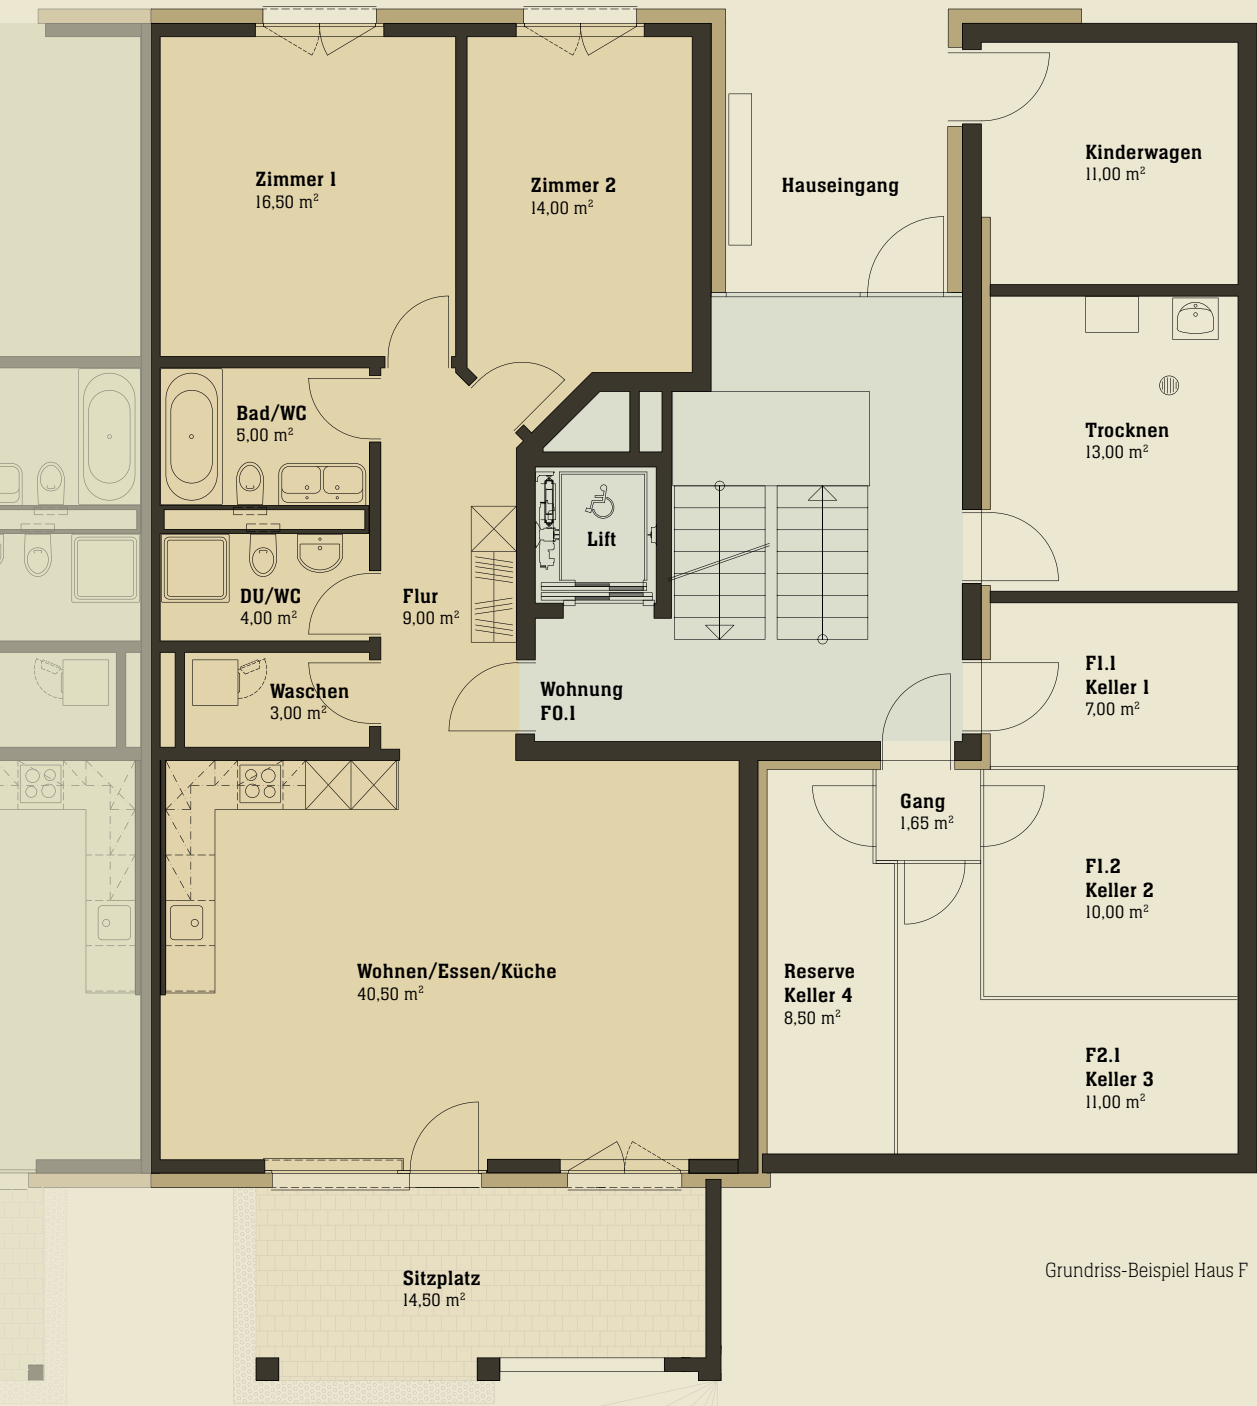 Zimmer 1
16,50 m²
Zimmer 2
14,00 m²
Hauseingang
Kinderwagen
11,00 m²
Bad/WC
5,00 m²
Trocknen
13,00 m²
Lift
DU/WC
4,00 m²
Flur
9,00 m²
Waschen
3,00 m²
Wohnung
F0.1
F1.1
Keller 1
7,00 m²
Gang
1,65 m²
F1.2
Keller 2
10,00 m²
Wohnen/Essen/Küche
40,50 m²
Reserve
Keller 4
8,50 m²
F2.1
Keller 3
11,00 m²
Sitzplatz
14,50 m²
Grundriss-Beispiel Haus F